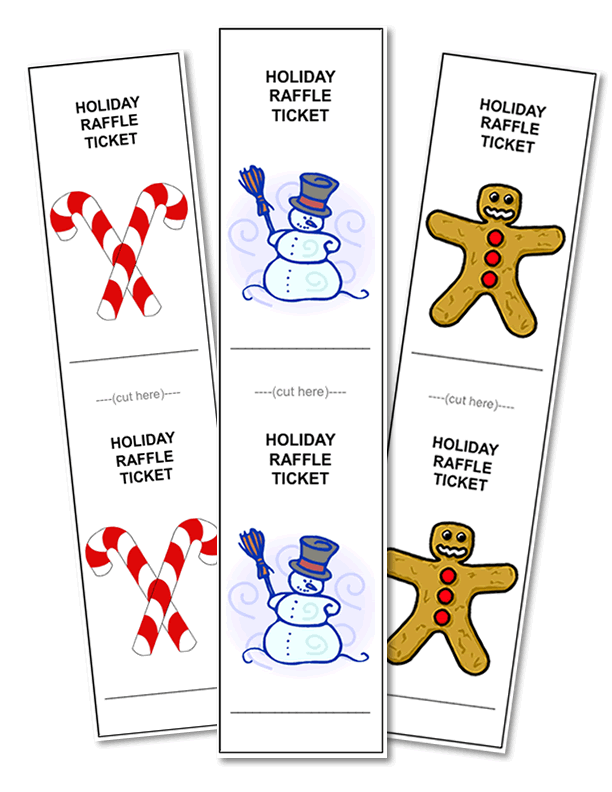 HOLIDAY
RAFFLE
TICKET
----(cut here)----
HOLIDAY
RAFFLE
TICKET
HOLIDAY
RAFFLE
TICKET
----(cut here)----
HOLIDAY
RAFFLE
TICKET
HOLIDAY
RAFFLE
TICKET
----(cut here)----
HOLIDAY
RAFFLE
TICKET